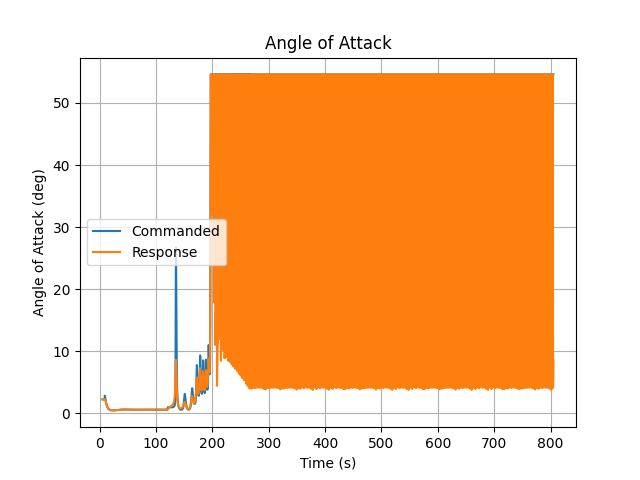 Angle of Attack
Angle of Attack (deg)
50
40
30
20
10
0
Commanded
Response
0 100 200 300 400 500 600 700 800
Time (s)